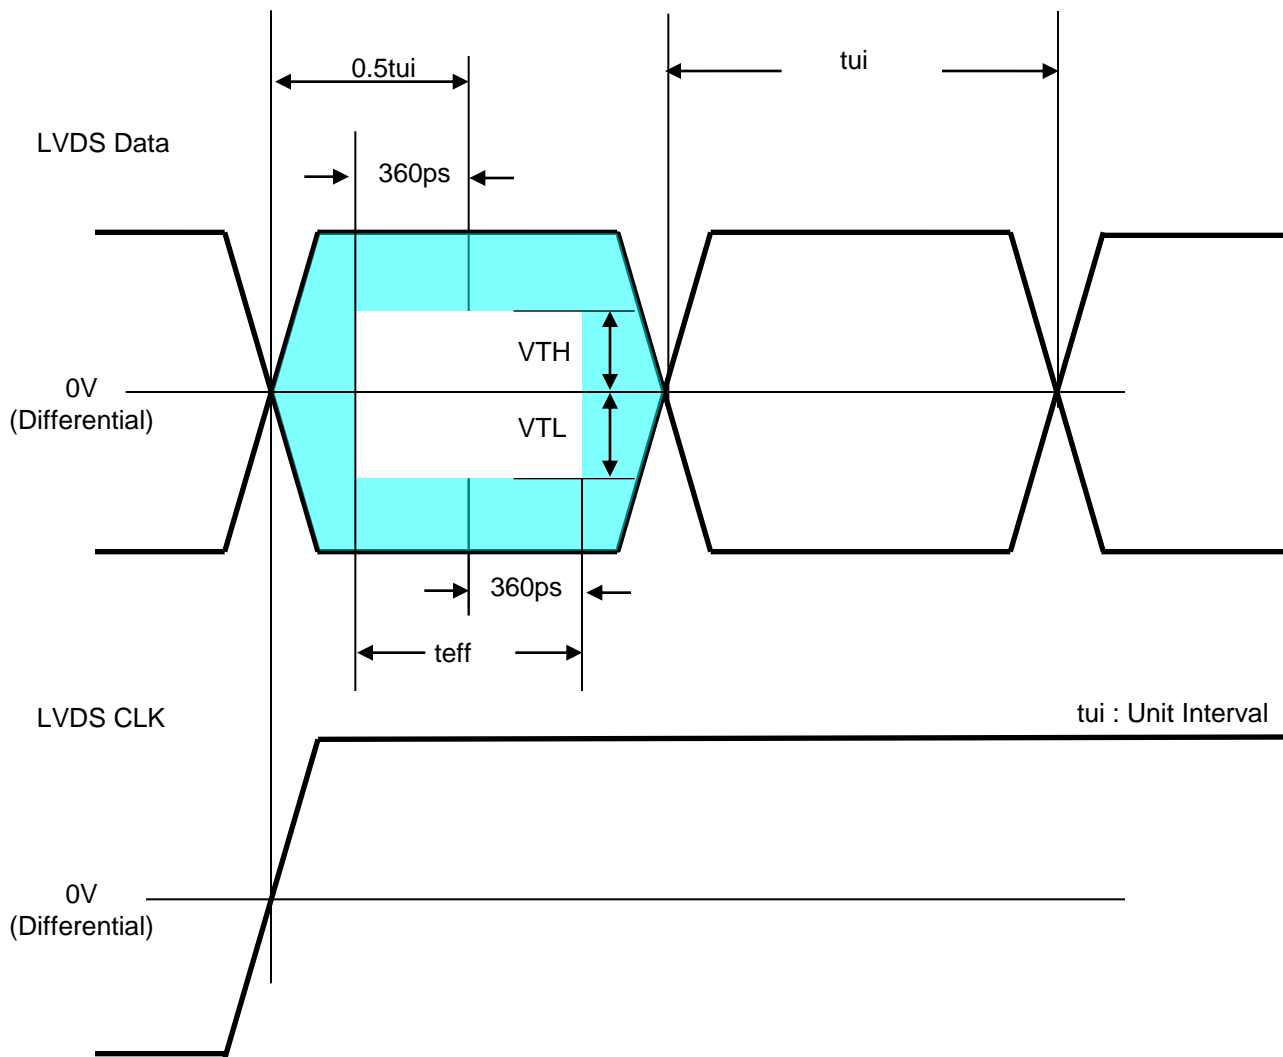 0.5tui
tui
LVDS Data
360ps
VTH
0V
(Differential)
VTL
360ps
teff
LVDS CLK
tui : Unit Interval
0V
(Differential)